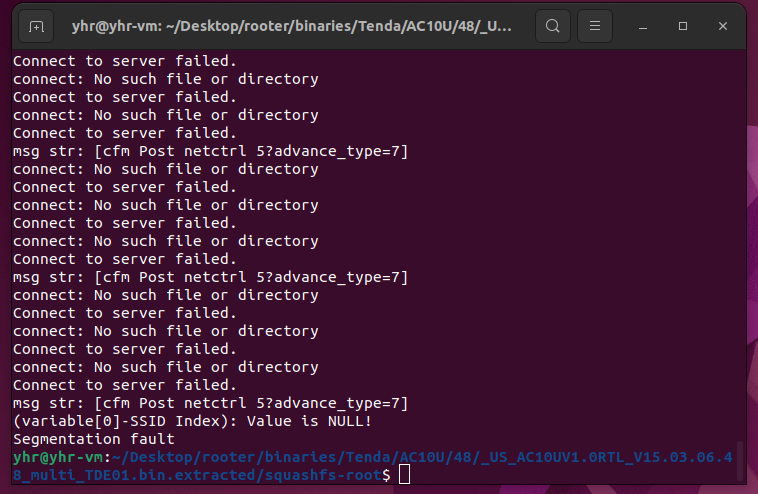 yhr@yhr-vm: ~/Desktop/rooter/binaries/Tenda/AC10U/48/_U...
Connect to server failed.
connect: No such file or directory
Connect to server failed.
connect: No such file or directory
Connect to server failed.
msg str: [cfm Post netctrl 5?advance_type=7]
connect: No such file or directory
Connect to server failed.
connect: No such file or directory
Connect to server failed.
connect: No such file or directory
Connect to server failed.
msg str: [cfm Post netctrl 5?advance_type=7]
connect: No such file or directory
Connect to server failed.
connect: No such file or directory
Connect to server failed.
connect: No such file or directory
Connect to server failed.
msg str: [cfm Post netctrl 5?advance_type=7]
(variable[0]-SSID Index): Value is NULL!
Segmentation fault
yhr@yhr-vm:~/Desktop/rooter/binaries/Tenda/AC10U/48/_US_AC10UV1.0RTL_V15.03.06.4
8_multi_TDE01.bin.extracted/squashfs-root$